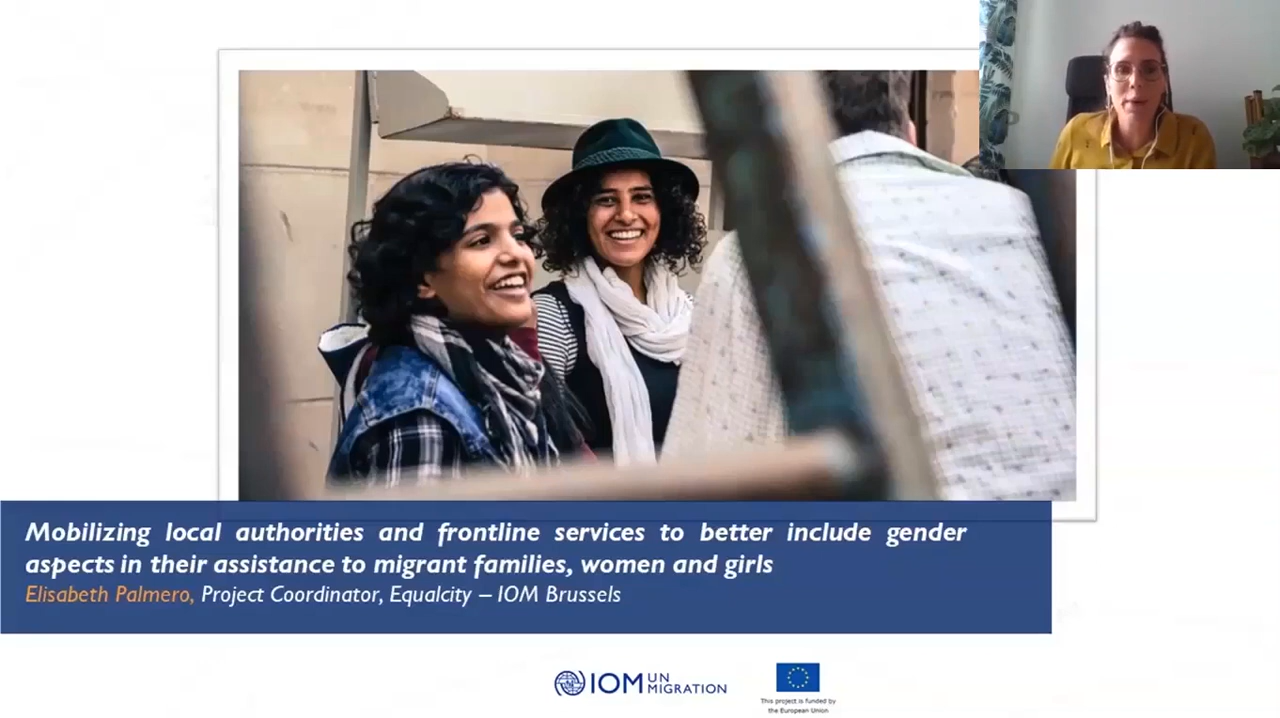 Mobilizing local authorities and frontline services to better include gender
aspects in their assistance to migrant families, women and girls
Elisabeth Palmero, Project Coordinator, Equalcity – IOM Brussels
IOM UN MIGRATION
This project is funded by
the European Union